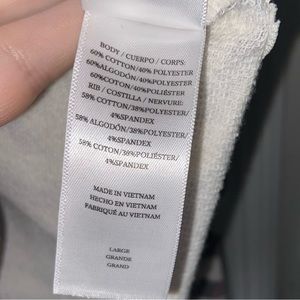 BODY / CUERPO / CORPS:
60% COTTON/40% POLYESTER
60%ALGODÓN/40% POLYESTER
60%COTON/40%POLIÉSTER
RIB / COSTILLA / NERVURE:
58% COTTON/38%POLYESTER/
4%SPANDEX
58% ALGODÓN/38%POLYESTER/
4%SPANDEX
58% COTON/38%POLIÉSTER/
4%SPANDEX
MADE IN VIETNAM
HECHO EN VIETNAM
FABRIQUÉ AU VIETNAM
LARGE
GRANDE
GRAND